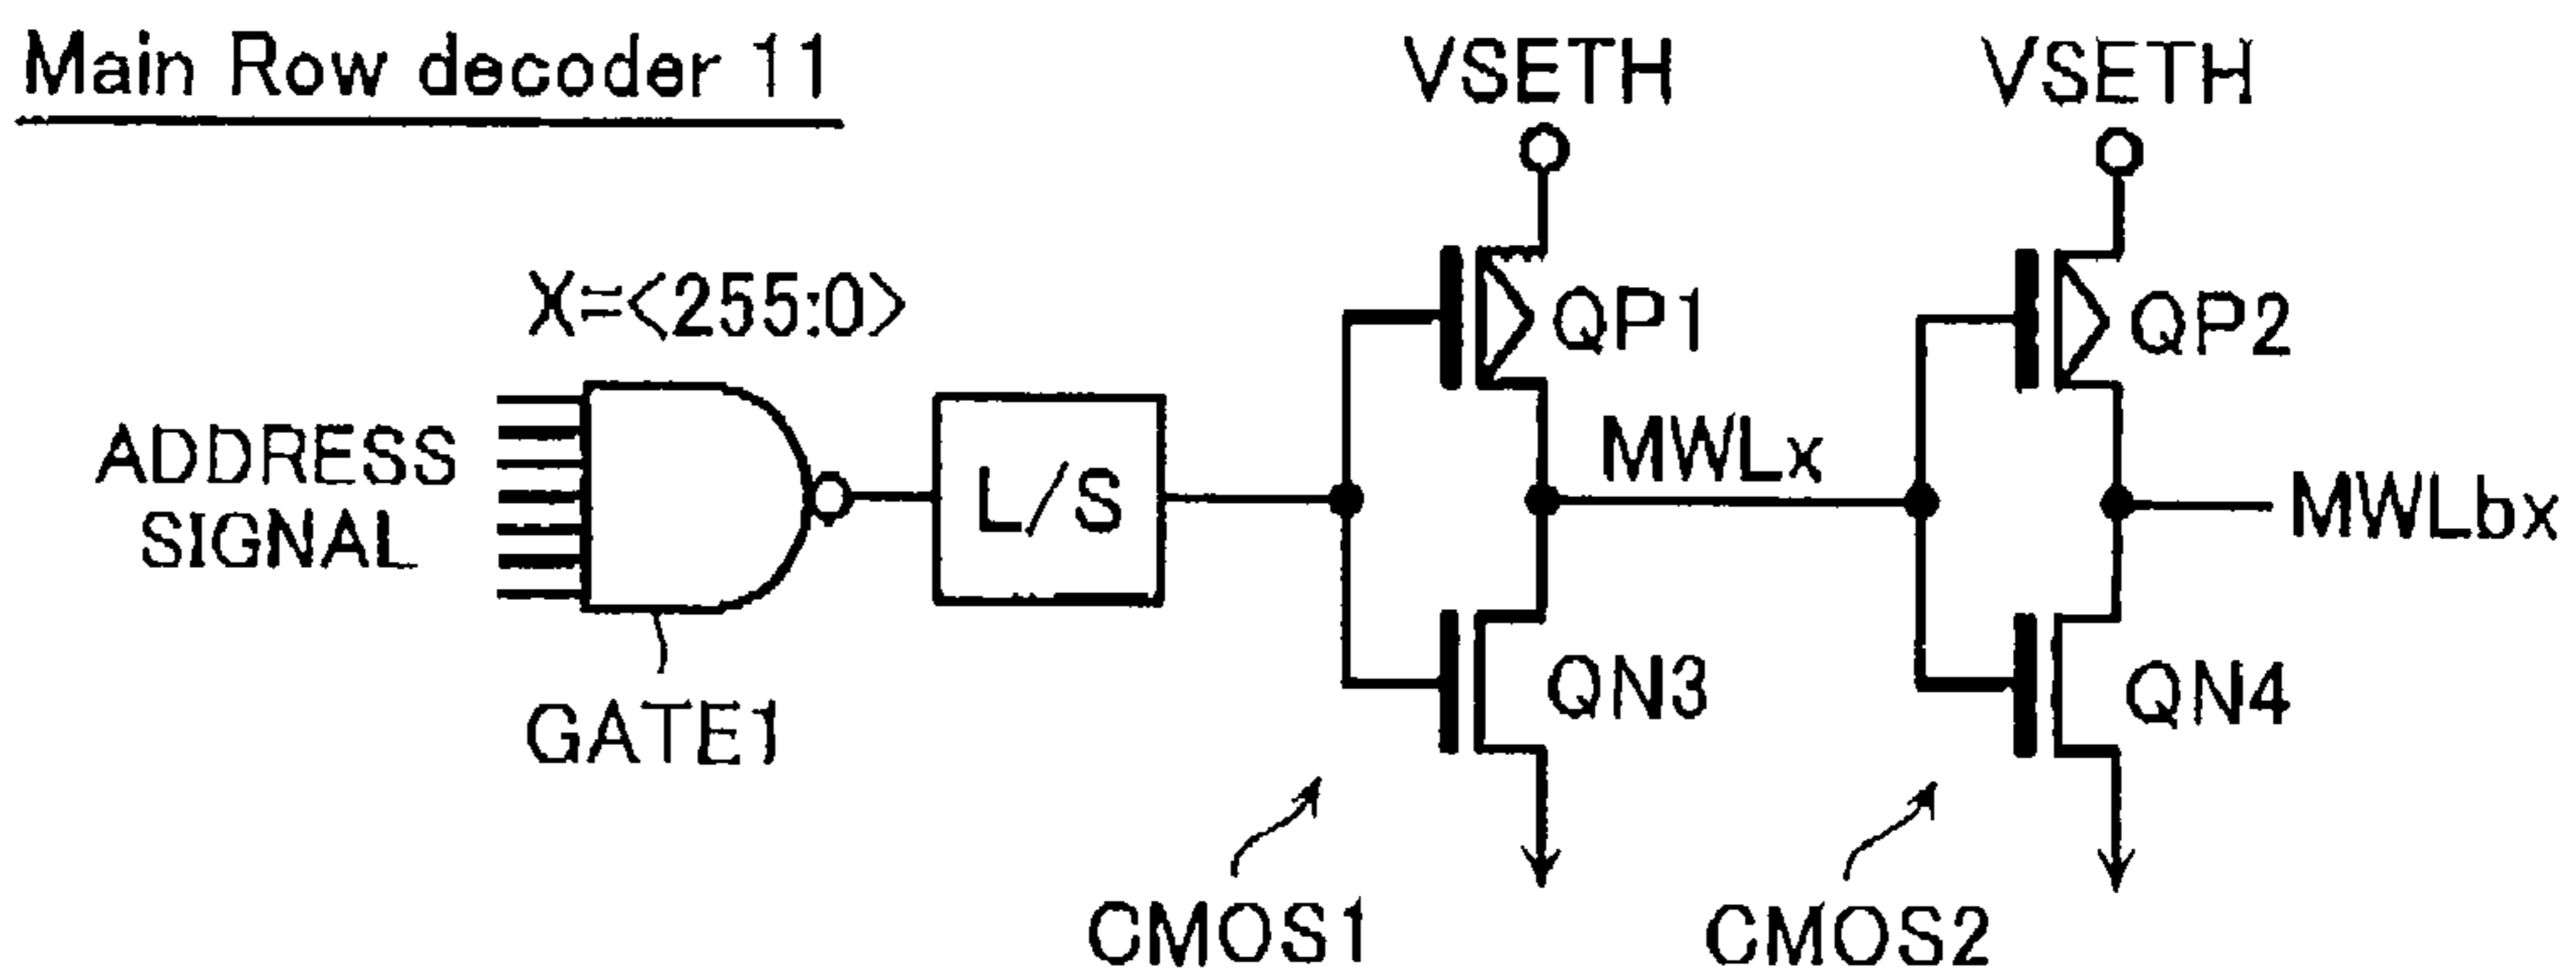 Main Row decoder 11
VSETH
VSETH
X=<255:0>
QP1
QP2
ADDRESS
SIGNAL
L/S
MWLx
MWLbx
GATE1
QN3
QN4
CMOS1
CMOS2